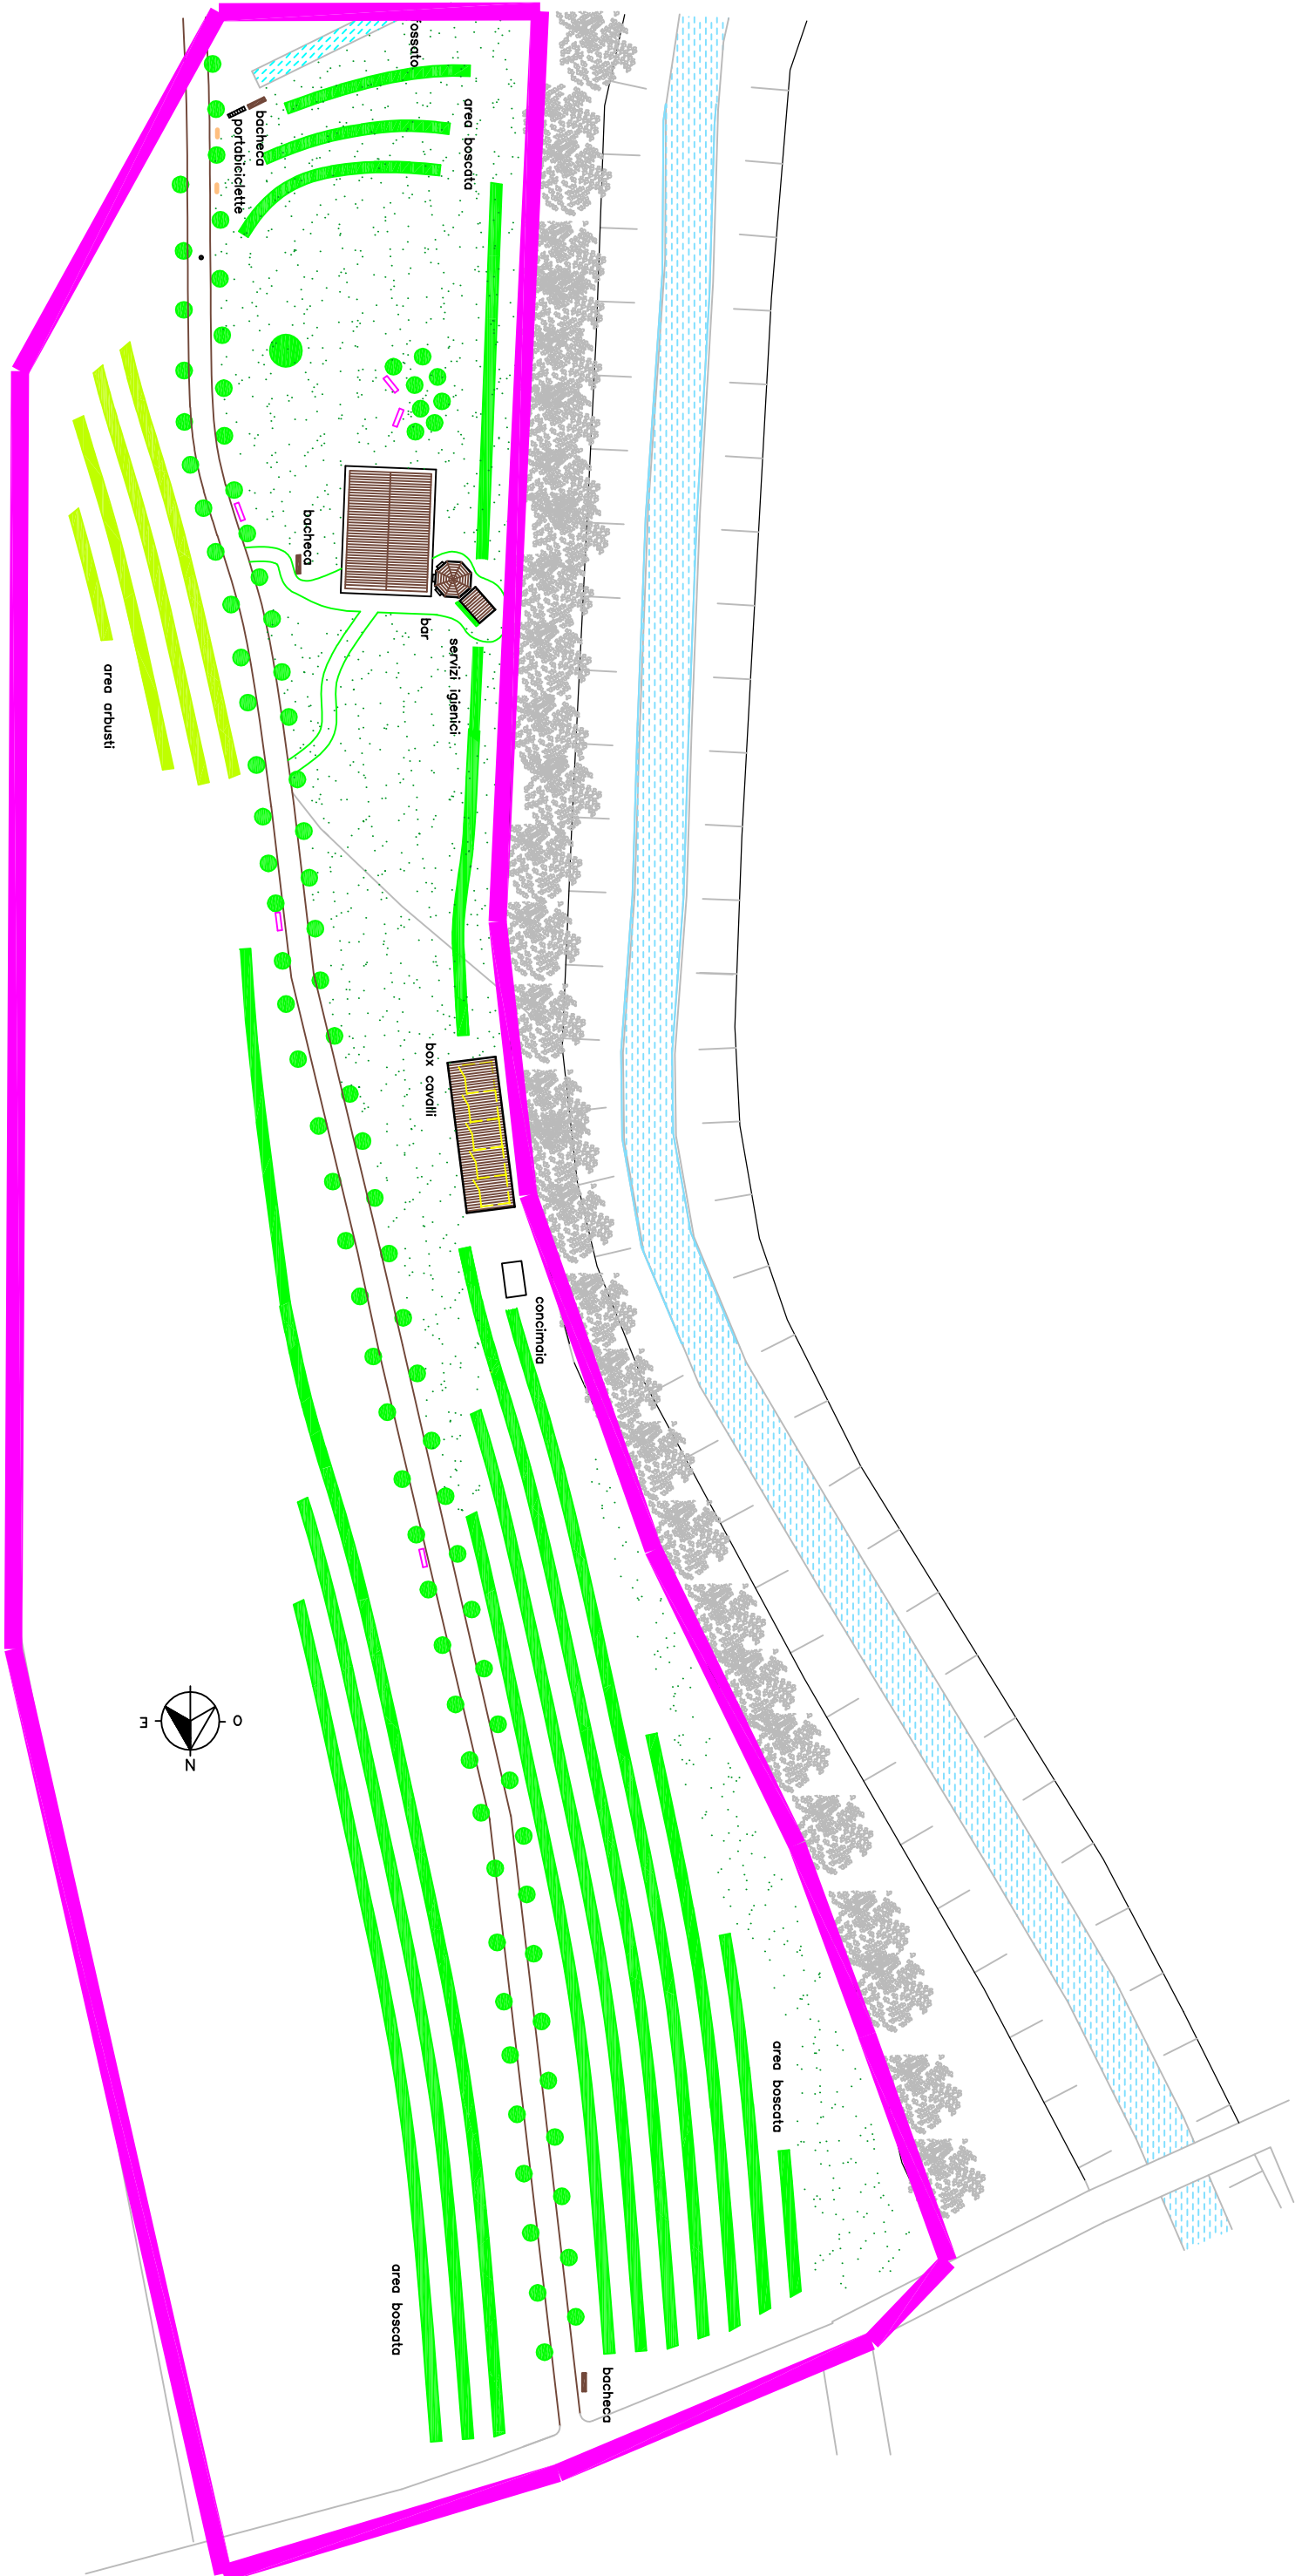 fossato
area boscata
bacheca
portabiciclette
bacheca
bar
servizi igienici
area arbusti
box cavalli
concimaia
E
O
N
area boscata
area boscata
bacheca